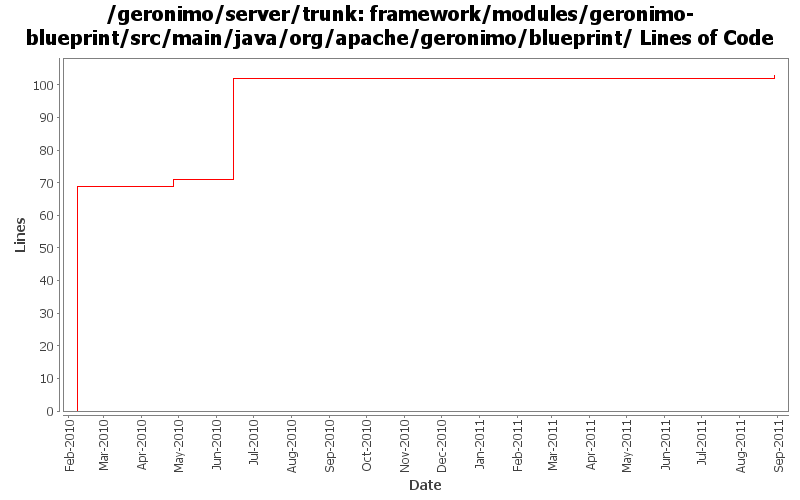 /geronimo/server/trunk: framework/modules/geronimo-
blueprint/src/main/java/org/apache/geronimo/blueprint/ Lines of Code
Lines
100
90
80
70
60
50
40
30
20
10
0
Feb-2010
Mar-2010
Apr-2010
May-2010
Jun-2010
Jul-2010
Aug-2010
Sep-2010
Oct-2010
Nov-2010
Dec-2010
Jan-2011
Feb-2011
Mar-2011
Apr-2011
May-2011
Jun-2011
Jul-2011
Aug-2011
Sep-2011
Date